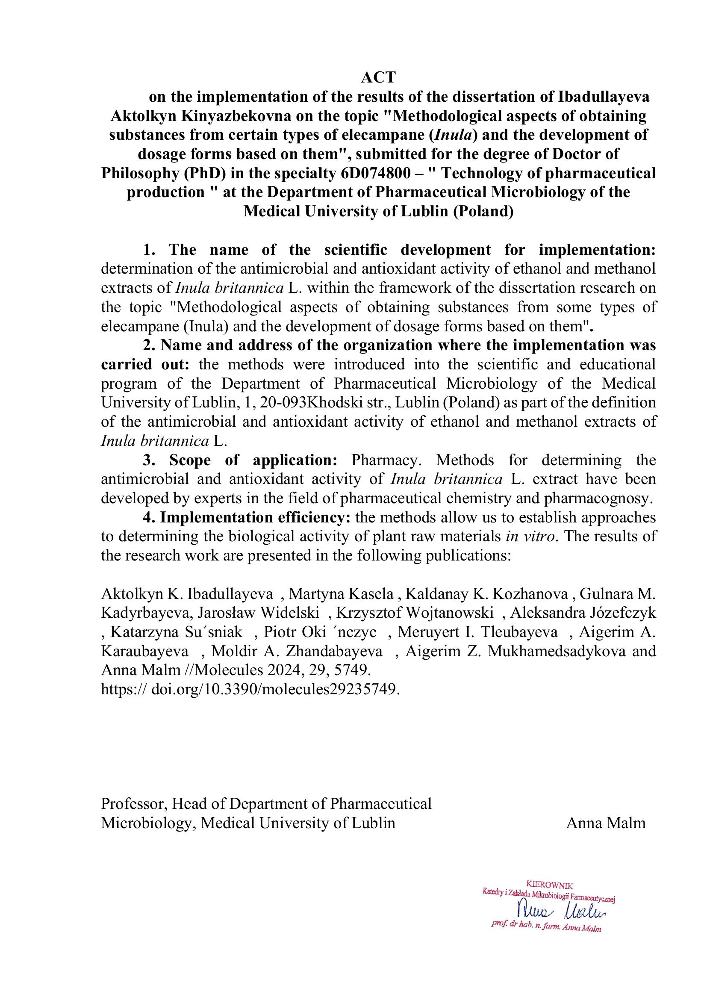 ACT
on the implementation of the results of the dissertation of Ibadullayeva
Aktolkyn Kinyazbekovna on the topic "Methodological aspects of obtaining
substances from certain types of elecampane (Inula) and the development of
dosage forms based on them", submitted for the degree of Doctor of
Philosophy (PhD) in the specialty 6D074800 – " Technology of pharmaceutical
production " at the Department of Pharmaceutical Microbiology of the
Medical University of Lublin (Poland)
1. The name of the scientific development for implementation:
determination of the antimicrobial and antioxidant activity of ethanol and methanol
extracts of Inula britannica L. within the framework of the dissertation research on
the topic "Methodological aspects of obtaining substances from some types of
elecampane (Inula) and the development of dosage forms based on them".
2. Name and address of the organization where the implementation was
carried out: the methods were introduced into the scientific and educational
program of the Department of Pharmaceutical Microbiology of the Medical
University of Lublin, 1, 20-093Khodski str., Lublin (Poland) as part of the definition
of the antimicrobial and antioxidant activity of ethanol and methanol extracts of
Inula britannica L.
3. Scope of application: Pharmacy. Methods for determining the
antimicrobial and antioxidant activity of Inula britannica L. extract have been
developed by experts in the field of pharmaceutical chemistry and pharmacognosy.
4. Implementation efficiency: the methods allow us to establish approaches
to determining the biological activity of plant raw materials in vitro. The results of
the research work are presented in the following publications:
Aktolkyn K. Ibadullayeva , Martyna Kasela , Kaldanay K. Kozhanova , Gulnara M.
Kadyrbayeva, Jarosław Widelski , Krzysztof Wojtanowski , Aleksandra Józefczyk
, Katarzyna Su´sniak , Piotr Oki ´nczyc , Meruyert I. Tleubayeva , Aigerim A.
Karaubayeva , Moldir A. Zhandabayeva , Aigerim Z. Mukhamedsadykova and
Anna Malm //Molecules 2024, 29, 5749.
https:// doi.org/10.3390/molecules29235749.
Professor, Head of Department of Pharmaceutical
Microbiology, Medical University of Lublin Anna Malm
KIEROWNIK
Katedry i Zakładu Mikrobiologii Farmaceutycznej
Anna Malm
prof. dr hab. n. farm. Anna Malm